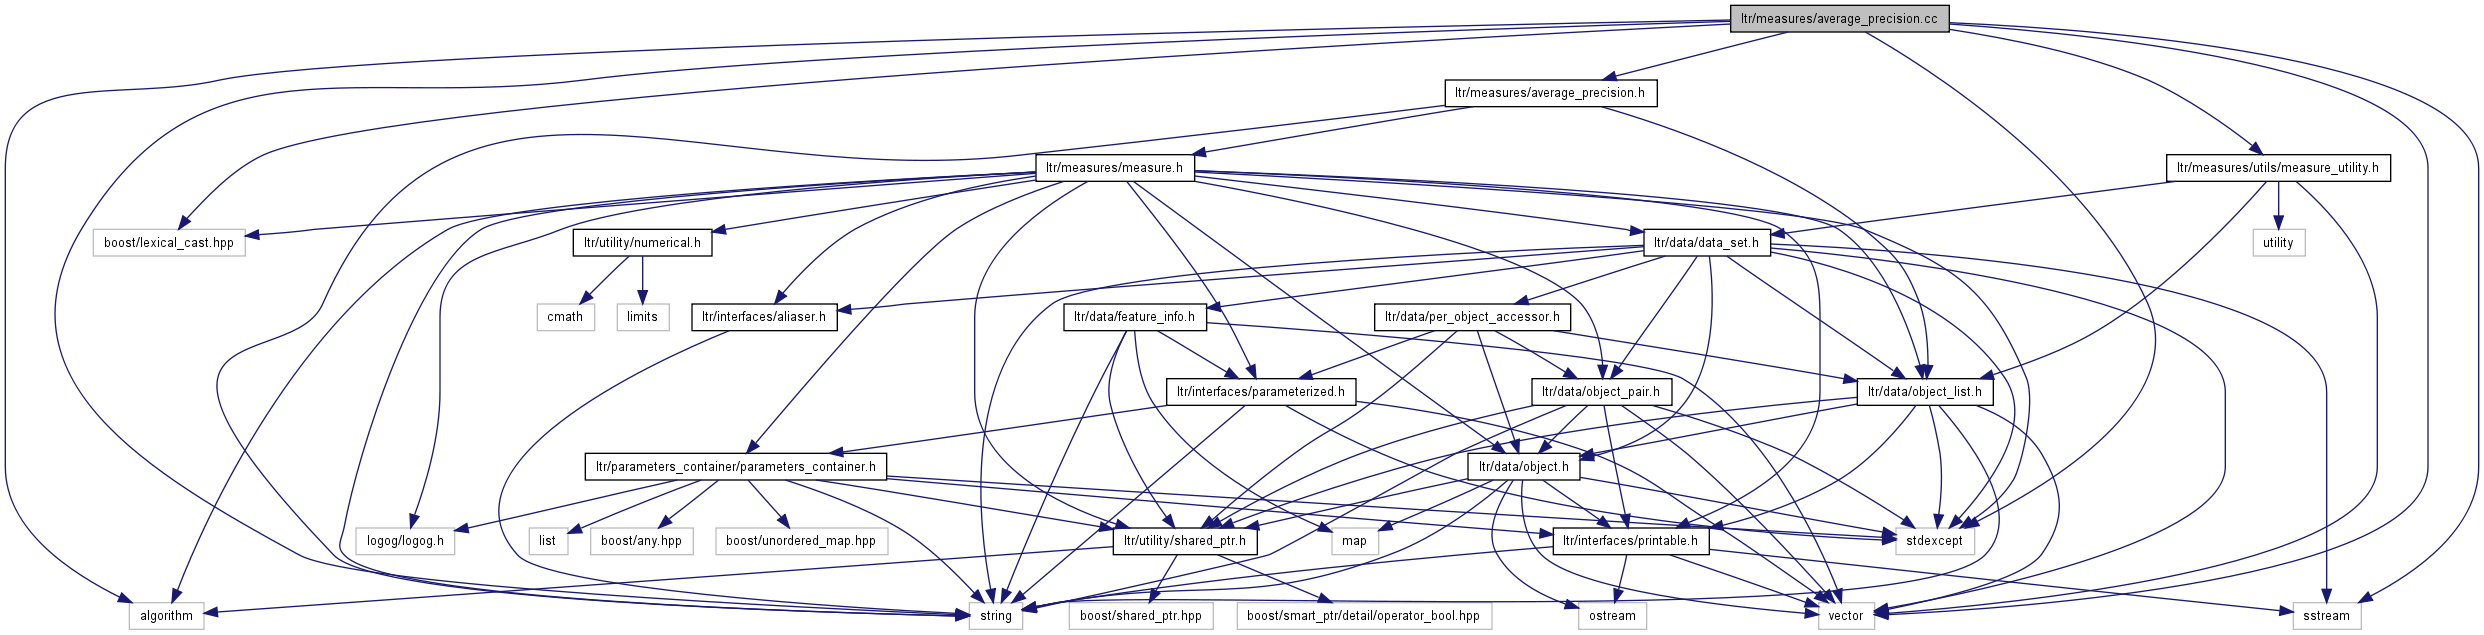 ltr/measures/average_precision.cc
ltr/measures/average_precision.h
ltr/measures/measure.h
ltr/measures/utils/measure_utility.h
boost/lexical_cast.hpp
ltr/utility/numerical.h
ltr/data/data_set.h
utility
cmath
limits
ltr/interfaces/aliaser.h
ltr/data/feature_info.h
ltr/data/per_object_accessor.h
ltr/interfaces/parameterized.h
ltr/data/object_pair.h
ltr/data/object_list.h
ltr/parameters_container/parameters_container.h
ltr/data/object.h
logog/logog.h
list
boost/any.hpp
boost/unordered_map.hpp
ltr/utility/shared_ptr.h
map
ltr/interfaces/printable.h
stdexcept
algorithm
string
boost/shared_ptr.hpp
boost/smart_ptr/detail/operator_bool.hpp
ostream
vector
sstream